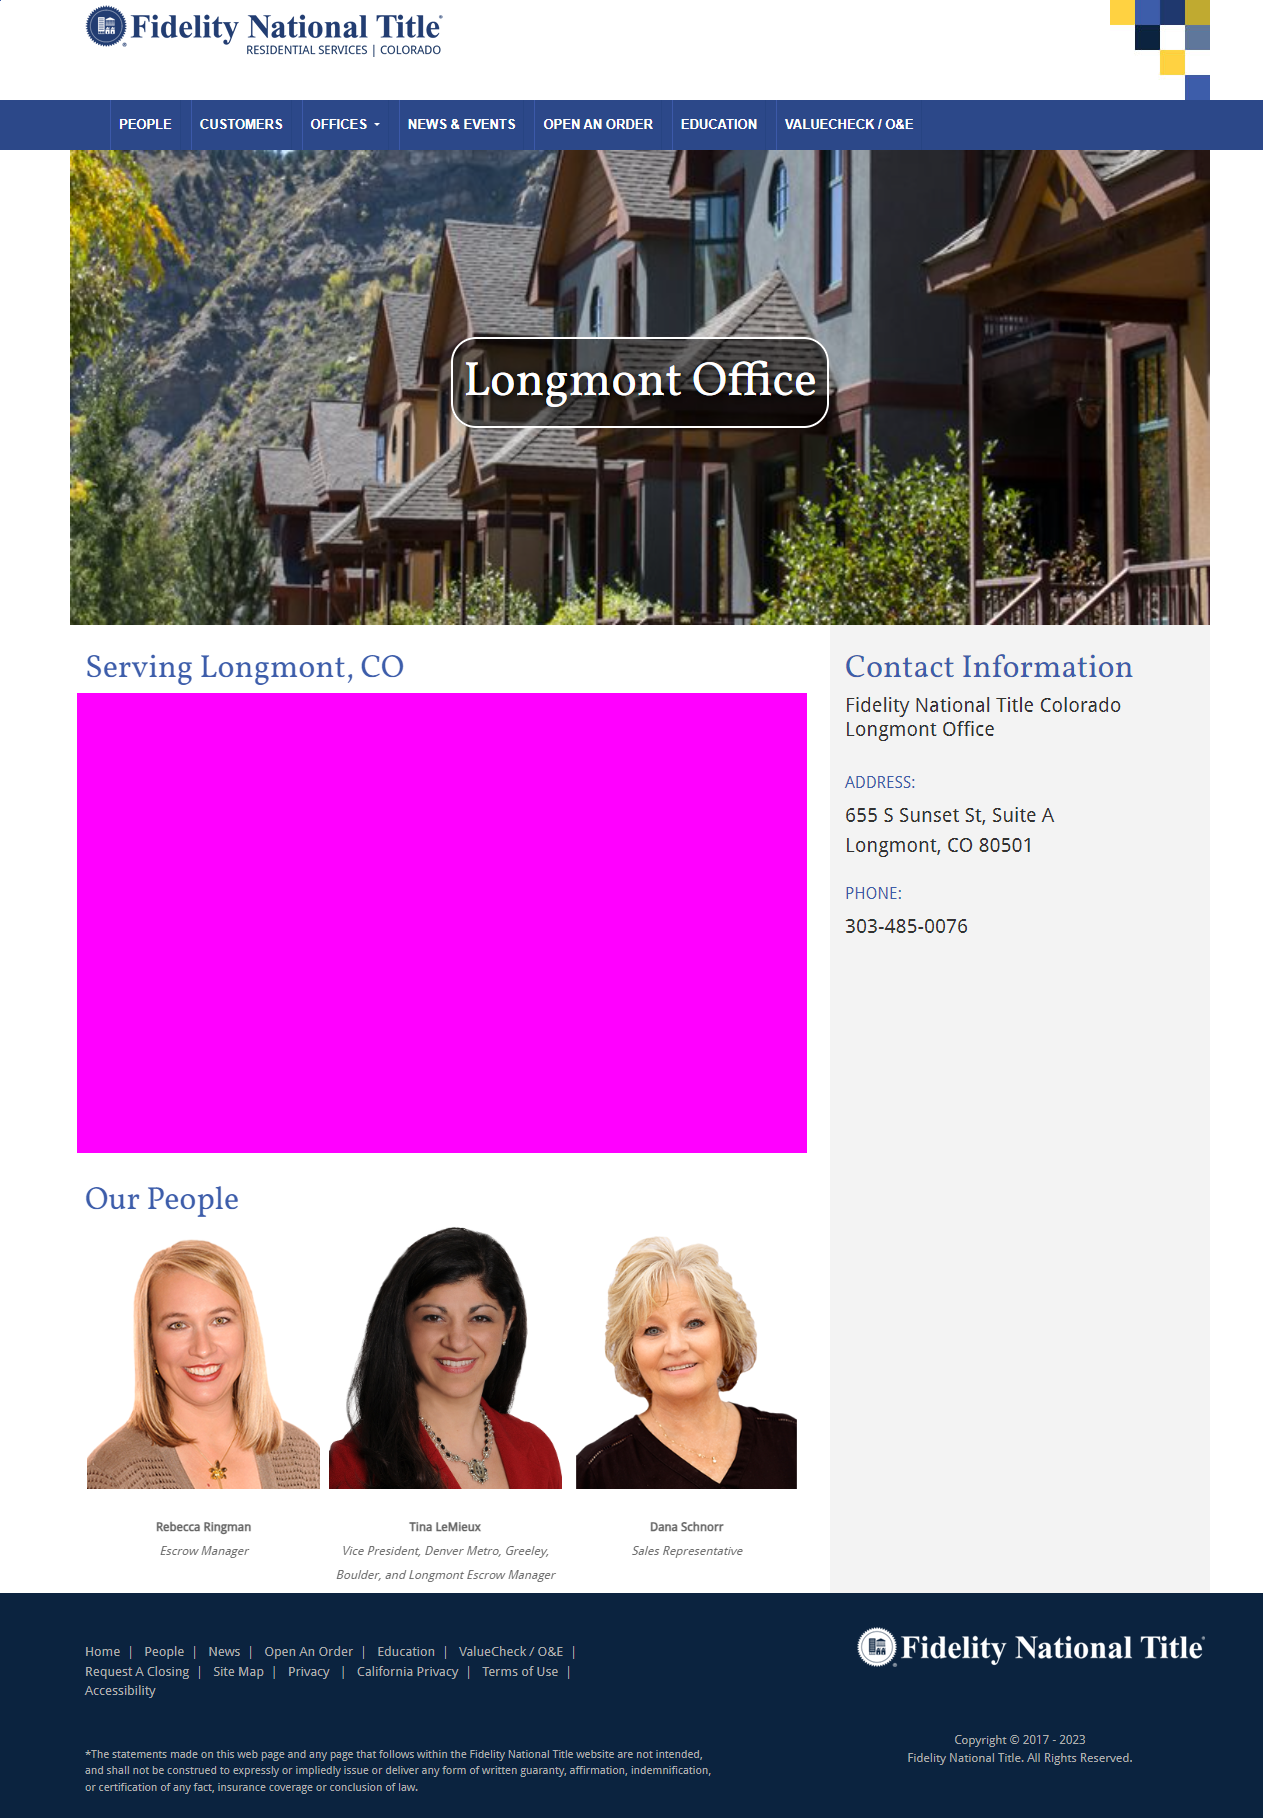 Fidelity National Title®
RESIDENTIAL SERVICES | COLORADO
PEOPLE
CUSTOMERS
OFFICES
NEWS & EVENTS
OPEN AN ORDER
EDUCATION
VALUECHECK / O&E
Longmont Office
Serving Longmont, CO
Contact Information
Fidelity National Title Colorado
Longmont Office
ADDRESS:
655 S Sunset St, Suite A
Longmont, CO 80501
PHONE:
303-485-0076
Our People
Rebecca Ringman
Escrow Manager
Tina LeMieux
Vice President, Denver Metro, Greeley,
Boulder, and Longmont Escrow Manager
Dana Schnorr
Sales Representative
Home | People | News | Open An Order | Education | ValueCheck / O&E |
Request A Closing | Site Map | Privacy | California Privacy | Terms of Use |
Accessibility
*The statements made on this web page and any page that follows within the Fidelity National Title website are not intended,
and shall not be construed to expressly or impliedly issue or deliver any form of written guaranty, affirmation, indemnification,
or certification of any fact, insurance coverage or conclusion of law.
Fidelity National Title®
Copyright © 2017 - 2023
Fidelity National Title. All Rights Reserved.